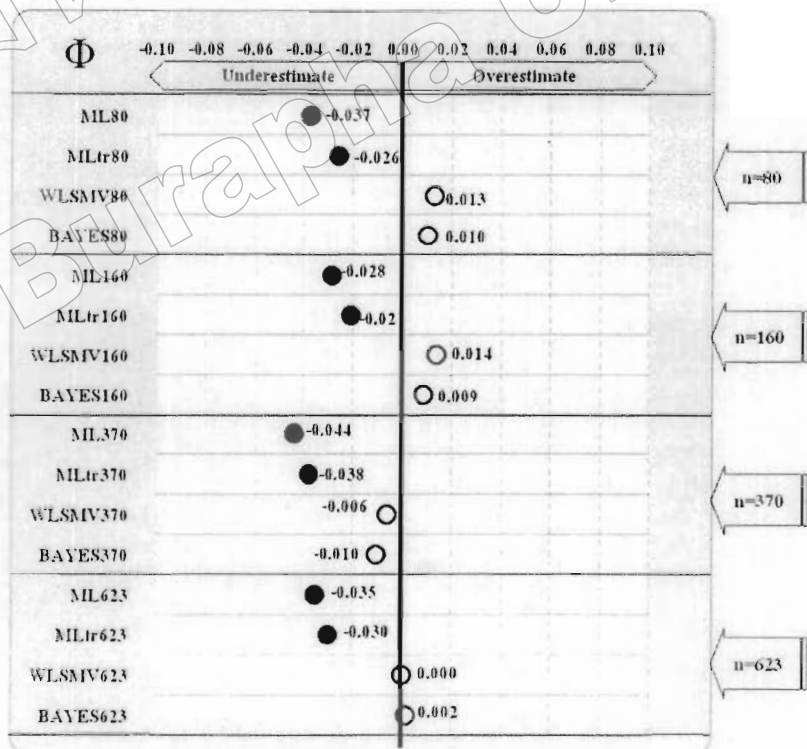 Φ -0.10 -0.08 -0.06 -0.04 -0.02 0.00 0.02 0.04 0.06 0.08 0.10
Underestimate Overestimate
ML80 -0.037
MLtr80 -0.026
WLSMV80 0.013
BAYES80 0.010
n=80
ML160 -0.028
MLtr160 -0.02
WLSMV160 0.014
BAYES160 0.009
n=160
ML370 -0.044
MLtr370 -0.038
WLSMV370 -0.006
BAYES370 -0.010
n=370
ML623 -0.035
MLtr623 -0.030
WLSMV623 0.000
BAYES623 0.002
n=623
Burapha